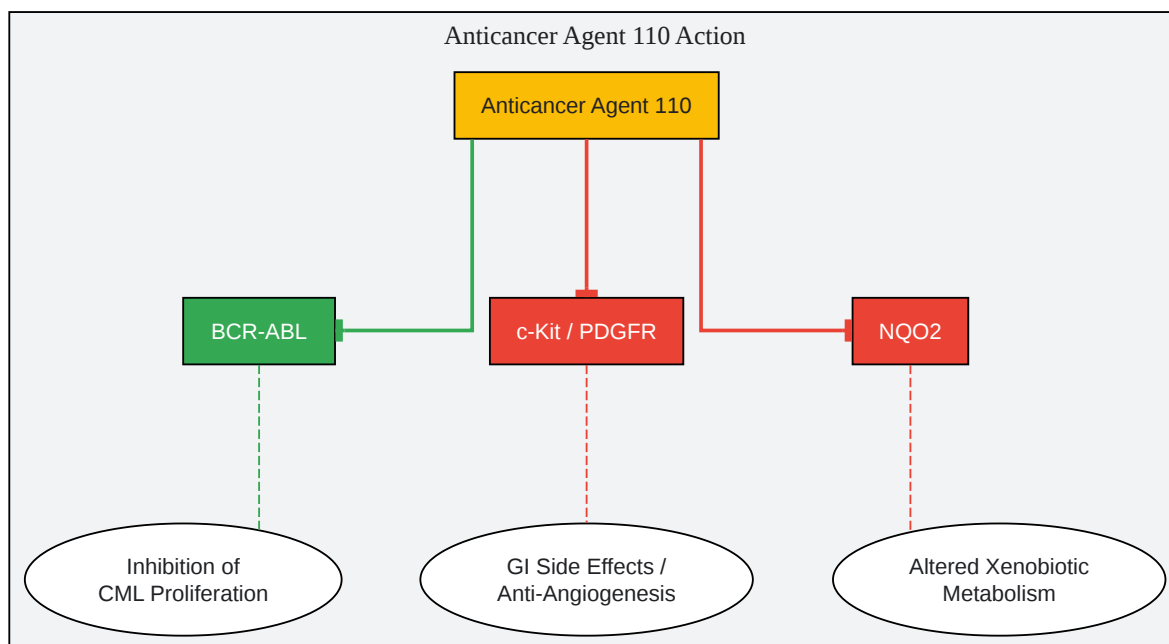 Anticancer Agent 110 Action
Anticancer Agent 110
BCR-ABL
c-Kit / PDGFR
NQO2
Inhibition of
CML Proliferation
GI Side Effects /
Anti-Angiogenesis
Altered Xenobiotic
Metabolism